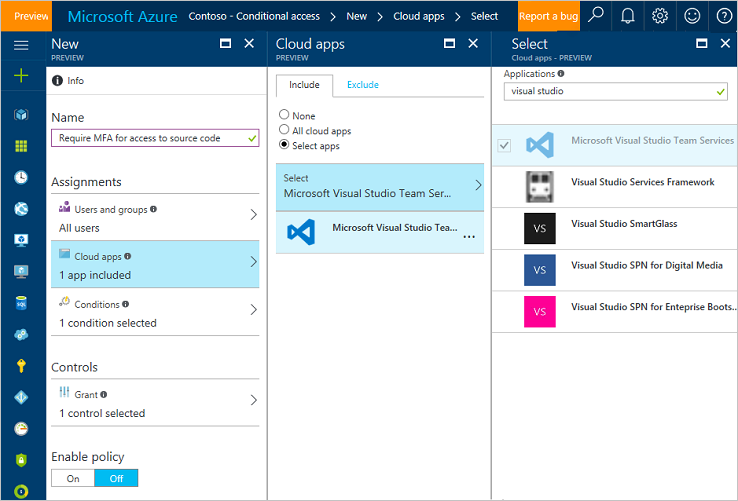 Preview
Microsoft Azure
Contoso - Conditional access > New > Cloud apps > Select
Report a bug
New
PREVIEW
Info
Name
Require MFA for access to source code
Assignments
Users and groups
All users
Cloud apps
1 app included
Conditions
1 condition selected
Controls
Grant
1 control selected
Enable policy
On
Off
Cloud apps
PREVIEW
Include
Exclude
None
All cloud apps
Select apps
Select
Microsoft Visual Studio Team Ser...
Microsoft Visual Studio Tea...
...
Select
Cloud apps - PREVIEW
Applications
visual studio
Microsoft Visual Studio Team Services
Visual Studio Services Framework
VS
Visual Studio SmartGlass
VS
Visual Studio SPN for Digital Media
VS
Visual Studio SPN for Enteprise Boots..
SQL